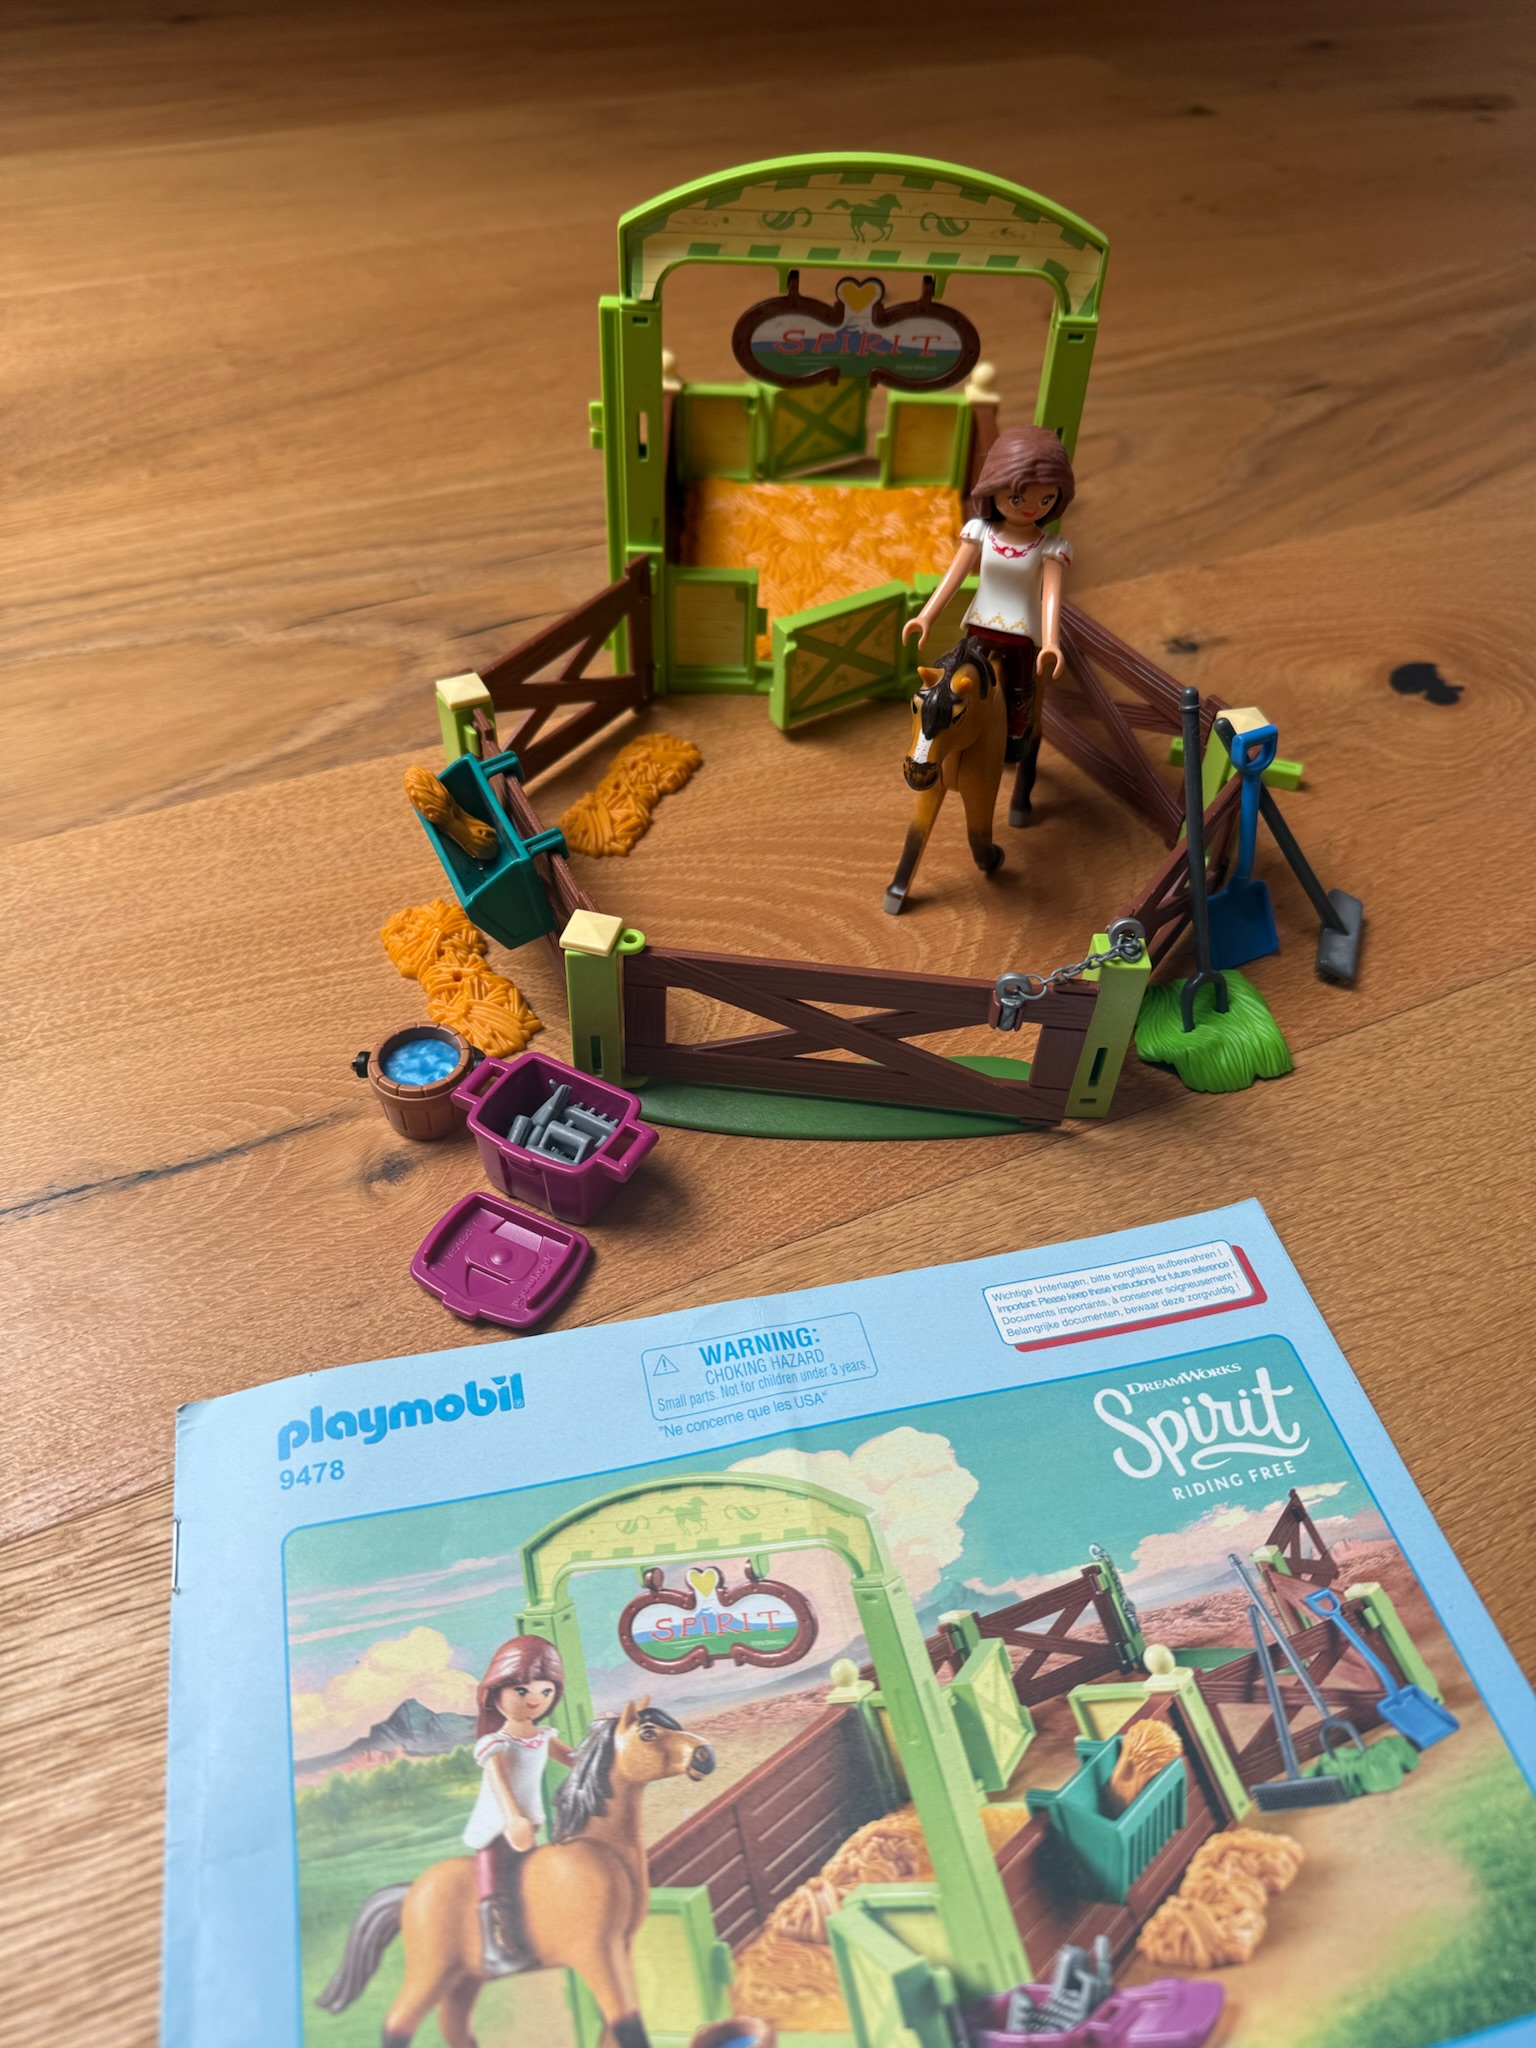 SPIRIT
Wichtige Unterlagen, bitte sorgfältig aufbewahren !
Important: Please keep these instructions for future reference !
Documents importants, à conserver soigneusement !
Belangrijke documenten, bewaar deze zorgvuldig !
WARNING:
CHOKING HAZARD
Small parts. Not for children under 3 years.
"Ne concerne que les USA"
playmobil
9478
DREAMWORKS
Spirit
RIDING FREE
SPIRIT